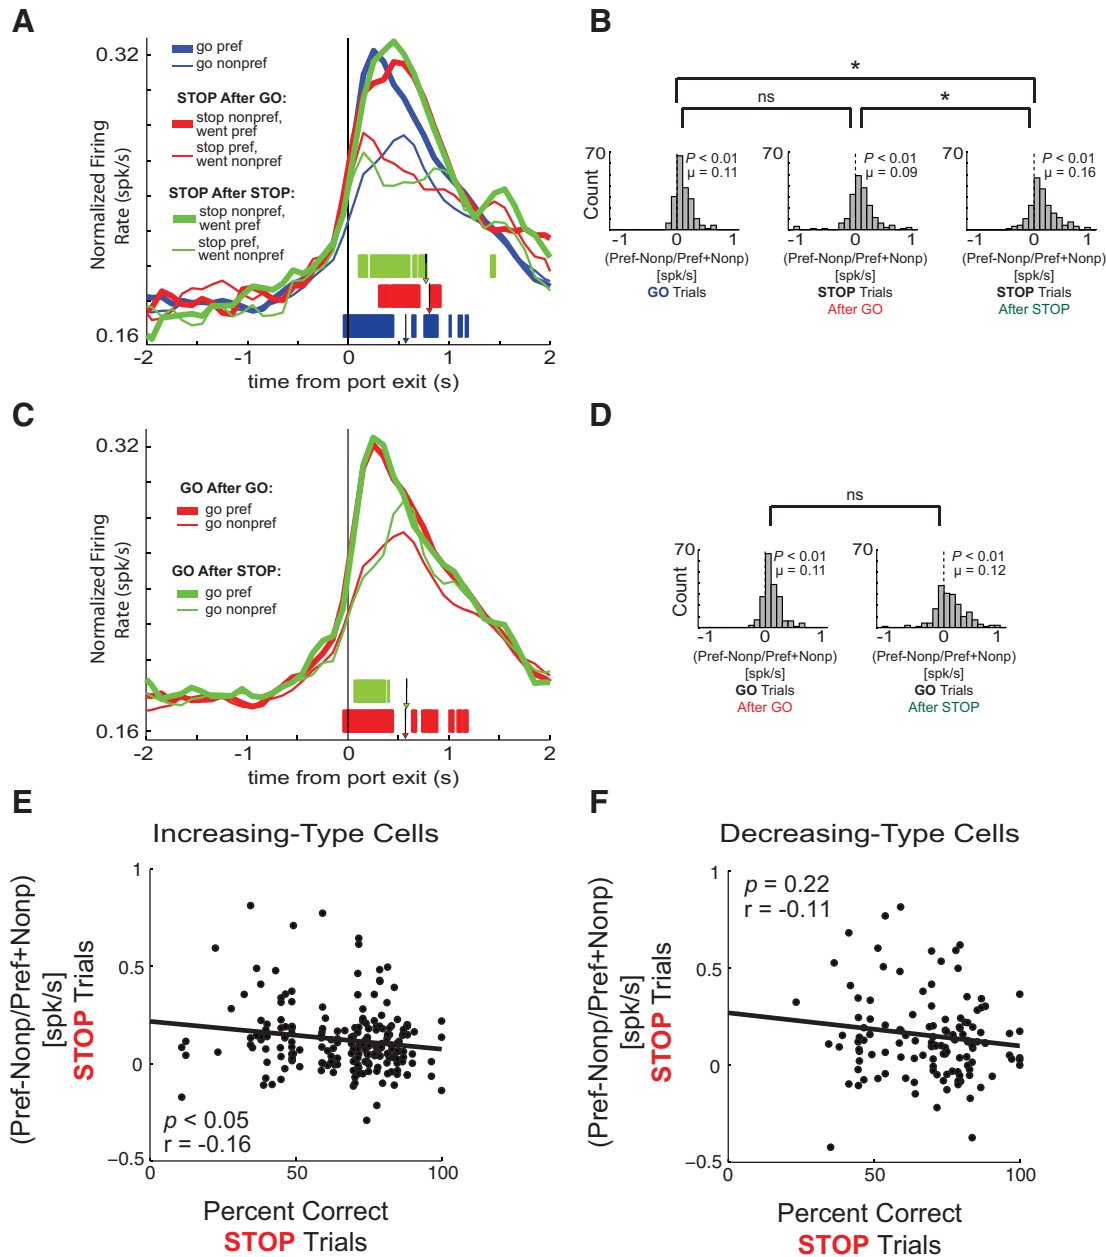 A
0.32
Normalized Firing
Rate (spk/s)
0.16
go pref
go nonpref
STOP After GO:
stop nonpref,
went pref
stop pref,
went nonpref
STOP After STOP:
stop nonpref,
went pref
stop pref,
went nonpref
-2 -1 0 1 2
time from port exit (s)
B
*
ns *
70 70 70
Count
P < 0.01
μ = 0.11
P < 0.01
μ = 0.09
P < 0.01
μ = 0.16
-1 0 1
-1 0 1
-1 0 1
(Pref-Nonp/Pref+Nonp)
[spk/s]
GO Trials
(Pref-Nonp/Pref+Nonp)
[spk/s]
STOP Trials
After GO
(Pref-Nonp/Pref+Nonp)
[spk/s]
STOP Trials
After STOP
C
0.32
Normalized Firing
Rate (spk/s)
0.16
GO After GO:
go pref
go nonpref
GO After STOP:
go pref
go nonpref
-2 -1 0 1 2
time from port exit (s)
D
ns
70 70
Count
P < 0.01
μ = 0.11
P < 0.01
μ = 0.12
-1 0 1
-1 0 1
(Pref-Nonp/Pref+Nonp)
[spk/s]
GO Trials
After GO
(Pref-Nonp/Pref+Nonp)
[spk/s]
GO Trials
After STOP
E
Increasing-Type Cells
(Pref-Nonp/Pref+Nonp)
[spk/s]
STOP Trials
1
0.5
0
−0.5
p < 0.05
r = -0.16
0 50 100
Percent Correct
STOP Trials
F
Decreasing-Type Cells
(Pref-Nonp/Pref+Nonp)
[spk/s]
STOP Trials
1
0.5
0
−0.5
p = 0.22
r = -0.11
0 50 100
Percent Correct
STOP Trials